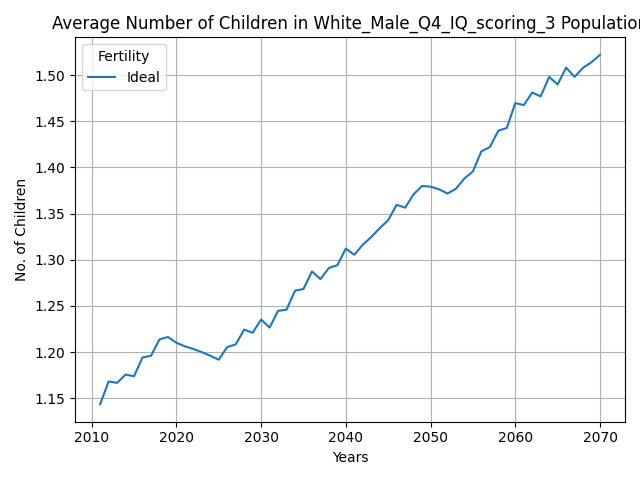 Average Number of Children in White_Male_Q4_IQ_scoring_3 Population
Fertility
Ideal
No. of Children
1.50
1.45
1.40
1.35
1.30
1.25
1.20
1.15
2010 2020 2030 2040 2050 2060 2070
Years